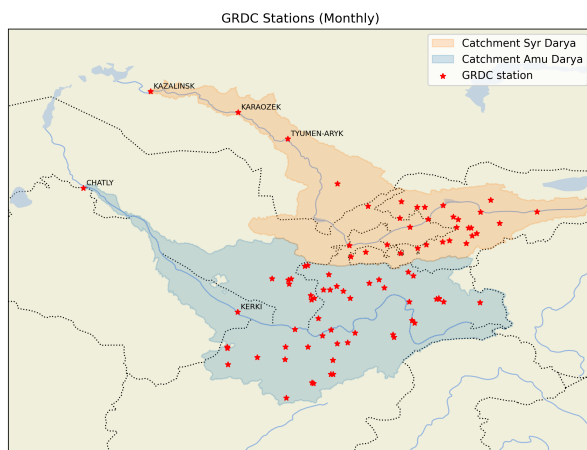 GRDC Stations (Monthly)
Catchment Syr Darya
Catchment Amu Darya
GRDC station
KAZALINSK
KARAOZEK
TYUMEN-ARYK
CHATLY
KERKI